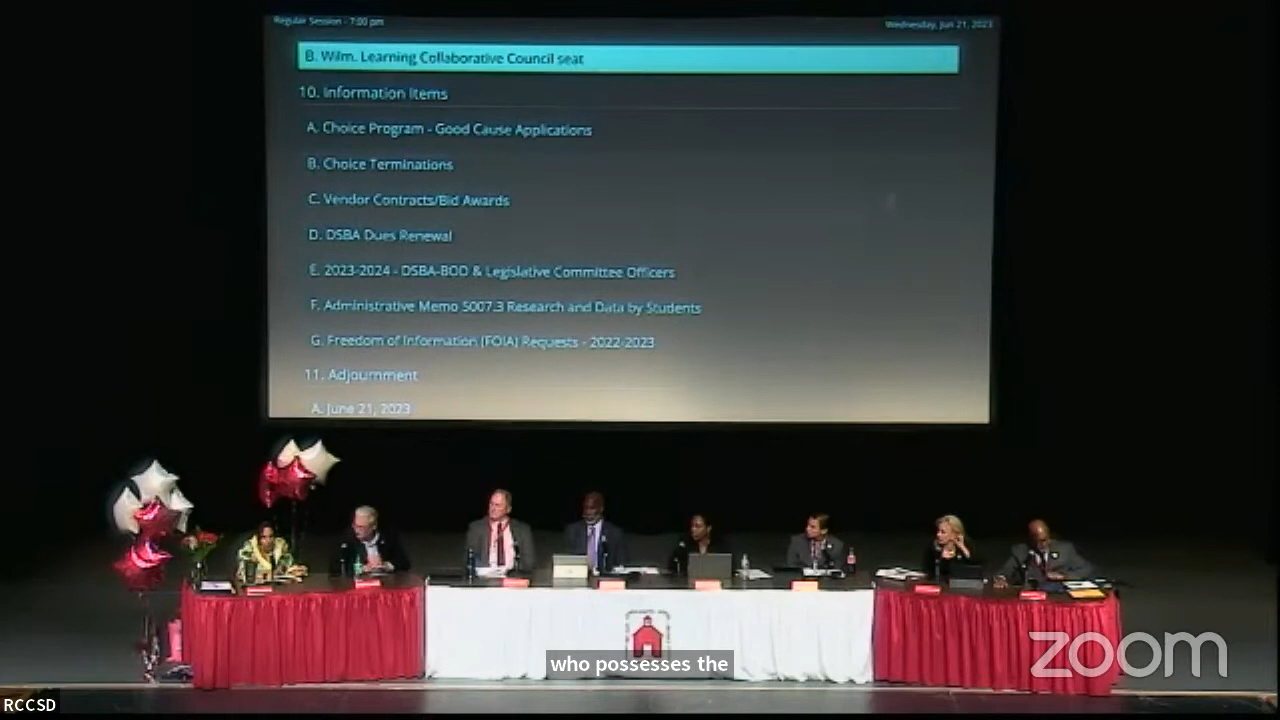 Regular Session - 7:00 pm
Wednesday, Jun 21, 2023
B. Wilm. Learning Collaborative Council seat
10. Information Items
A. Choice Program - Good Cause Applications
B. Choice Terminations
C. Vendor Contracts/Bid Awards
D. DSBA Dues Renewal
E. 2023-2024 - DSBA-BOD & Legislative Committee Officers
F. Administrative Memo 5007.3 Research and Data by Students
G. Freedom of Information (FOIA) Requests - 2022-2023
11. Adjournment
A. June 21, 2023
who possesses the
zoom
RCCSD